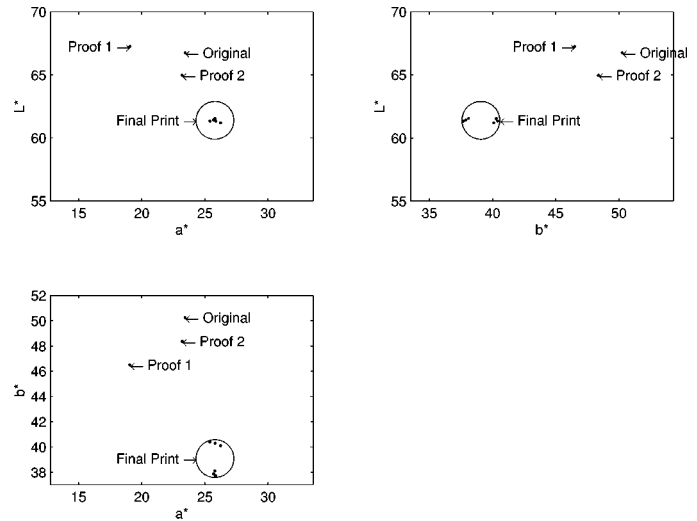 70
65
60
55
L*
Proof 1
Original
Proof 2
Final Print
15 20 25 30
a*
70
65
60
55
L*
Proof 1
Original
Proof 2
Final Print
35 40 45 50
b*
52
50
48
46
44
42
40
38
b*
Original
Proof 2
Proof 1
Final Print
15 20 25 30
a*